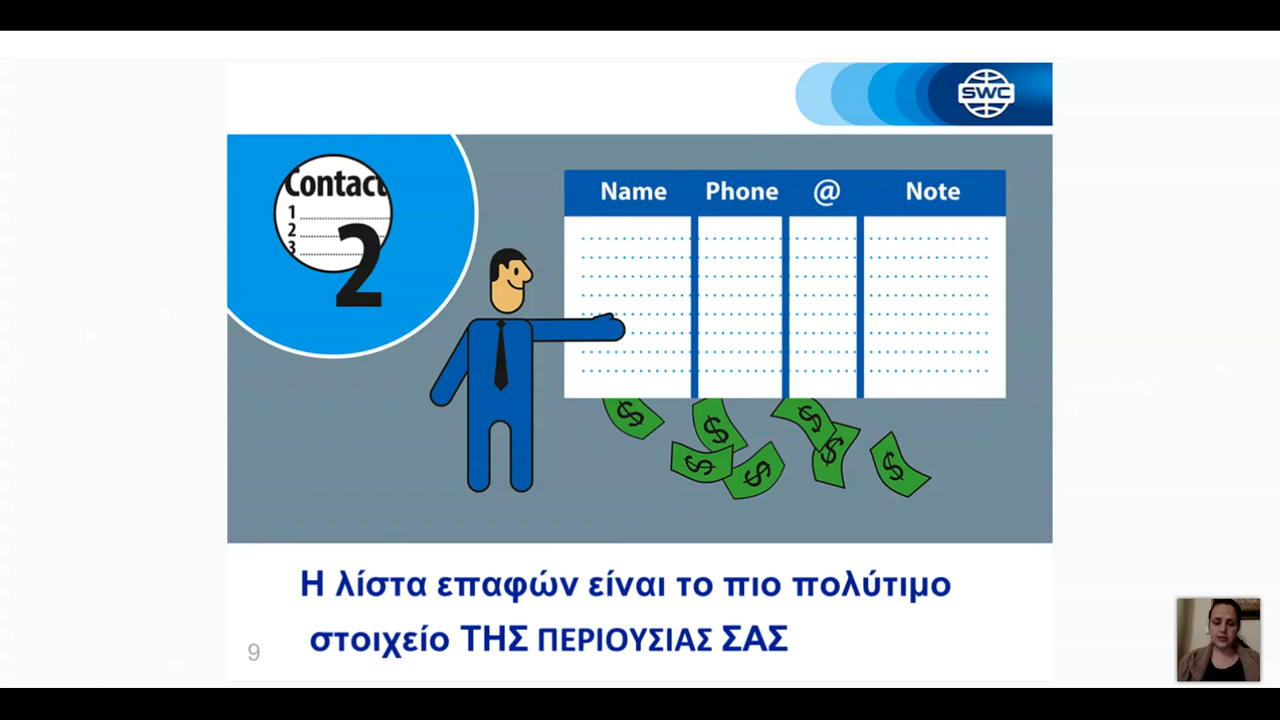 SWC
Contact
1
2
3
2
Name Phone @ Note
$ $ $ $ $ $ $
Η λίστα επαφών είναι το πιο πολύτιμο
στοιχείο ΤΗΣ ΠΕΡΙΟΥΣΙΑΣ ΣΑΣ
9